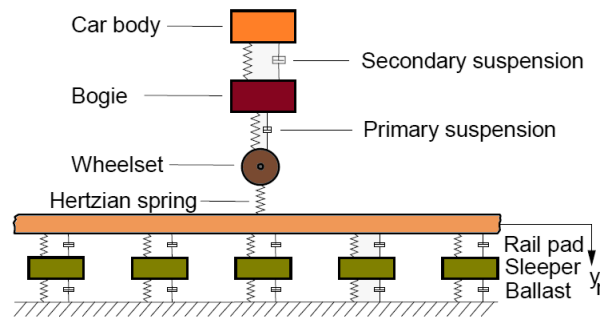 Car body
Secondary suspension
Bogie
Primary suspension
Wheelset
Hertzian spring
Rail pad
Sleeper
Ballast
y